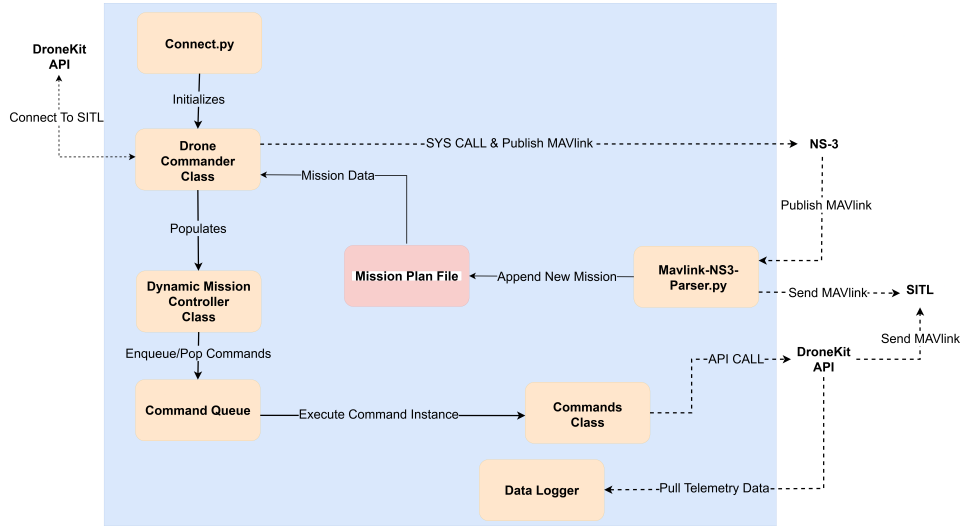 Connect.py
DroneKit
API
Initializes
Connect To SITL
Drone
Commander
Class
SYS CALL & Publish MAVlink
NS-3
Mission Data
Publish MAVlink
Populates
Mission Plan File
Append New Mission
Mavlink-NS3-
Parser.py
Send MAVlink
SITL
Dynamic Mission
Controller
Class
Send MAVlink
Enqueue/Pop Commands
API CALL
DroneKit
API
Command Queue
Execute Command Instance
Commands
Class
Data Logger
Pull Telemetry Data